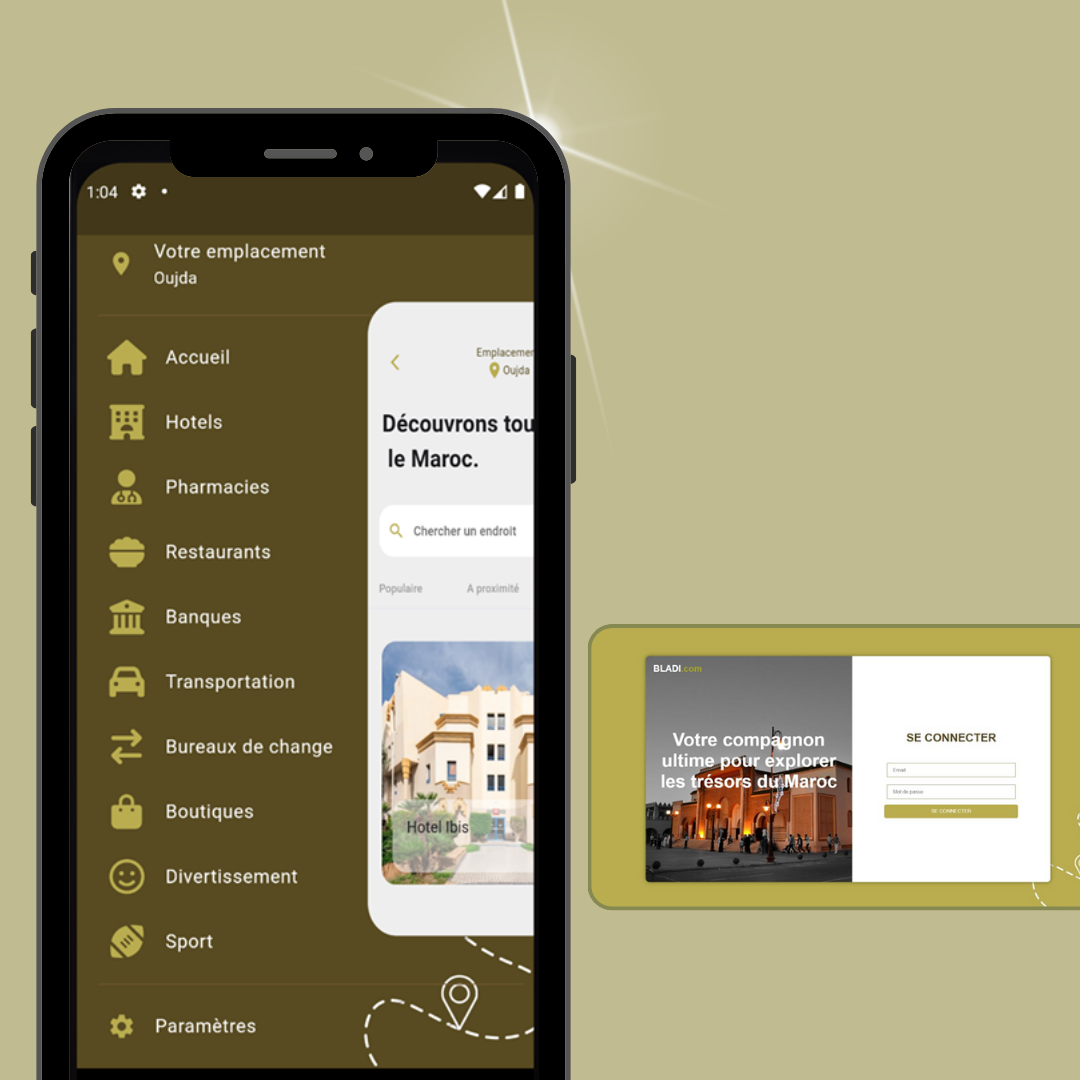 1:04
Votre emplacement
Oujda
Accueil
Hotels
Pharmacies
Restaurants
Banques
Transportation
Bureaux de change
Boutiques
Divertissement
Sport
Paramètres
Emplacemen
Oujda
Découvrons tou
le Maroc.
Chercher un endroit
Populaire A proximité
Hotel Ibis
BLADI.com
Votre compagnon
ultime pour explorer
les trésors du Maroc
SE CONNECTER
Email
Mot de passe
SE CONNECTER